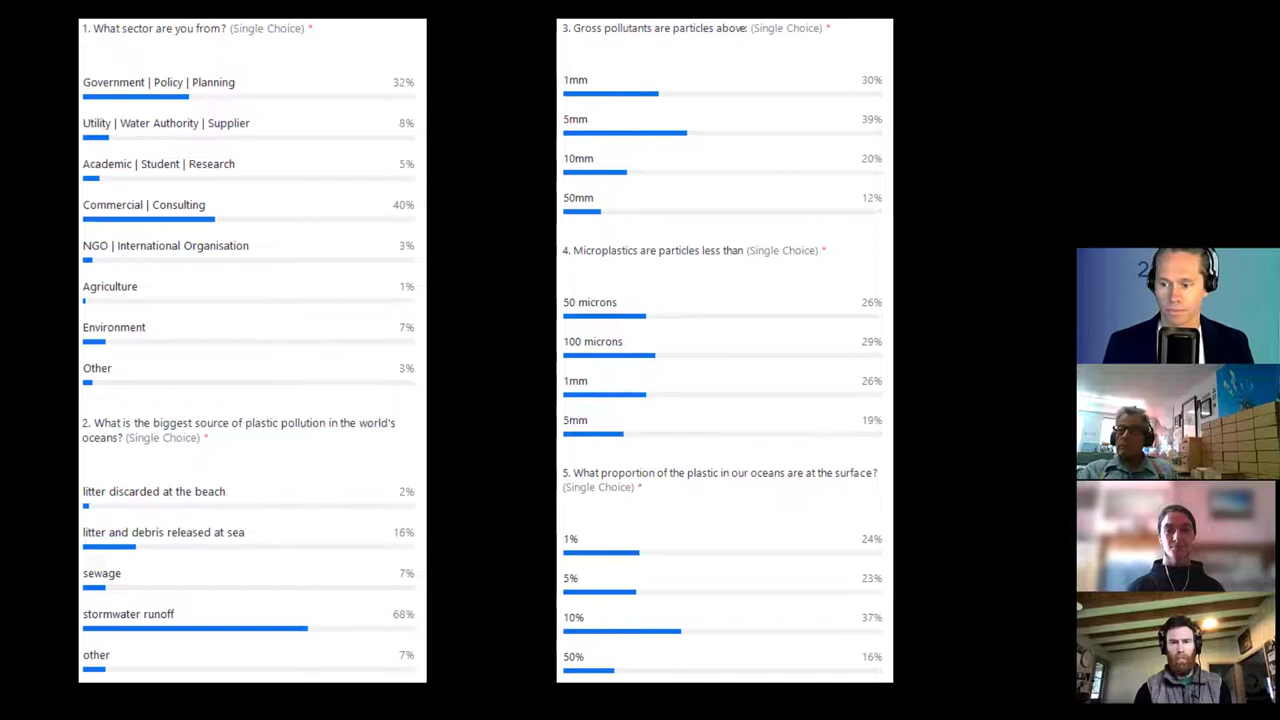 1. What sector are you from? (Single Choice) *
Government | Policy | Planning 32%
Utility | Water Authority | Supplier 8%
Academic | Student | Research 5%
Commercial | Consulting 40%
NGO | International Organisation 3%
Agriculture 1%
Environment 7%
Other 3%
2. What is the biggest source of plastic pollution in the world's
oceans? (Single Choice) *
litter discarded at the beach 2%
litter and debris released at sea 16%
sewage 7%
stormwater runoff 68%
other 7%
3. Gross pollutants are particles above: (Single Choice) *
1mm 30%
5mm 39%
10mm 20%
50mm 12%
4. Microplastics are particles less than (Single Choice) *
50 microns 26%
100 microns 29%
1mm 26%
5mm 19%
5. What proportion of the plastic in our oceans are at the surface?
(Single Choice) *
1% 24%
5% 23%
10% 37%
50% 16%
2